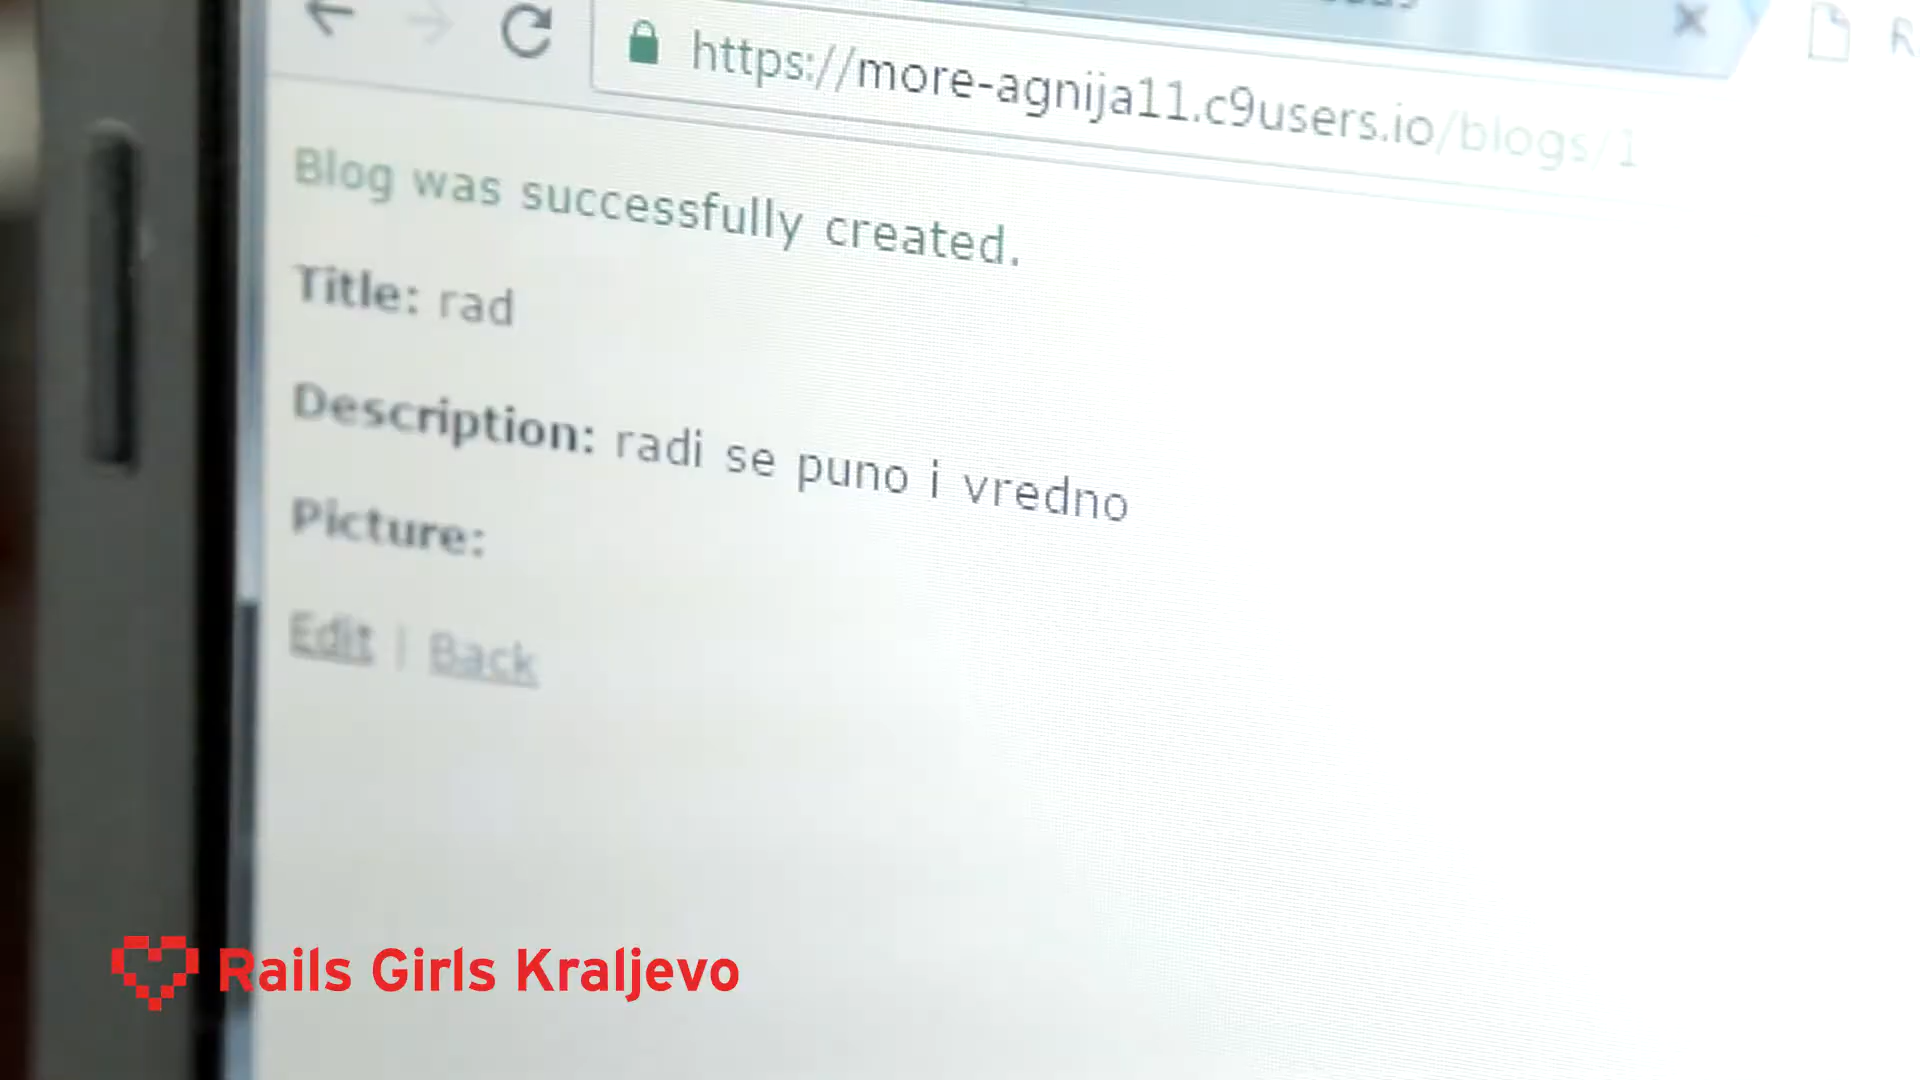 https://more-agnija11.c9users.io/blogs/1
Blog was successfully created.
Title: rad
Description: radi se puno i vredno
Picture:
Edit | Back
Rails Girls Kraljevo